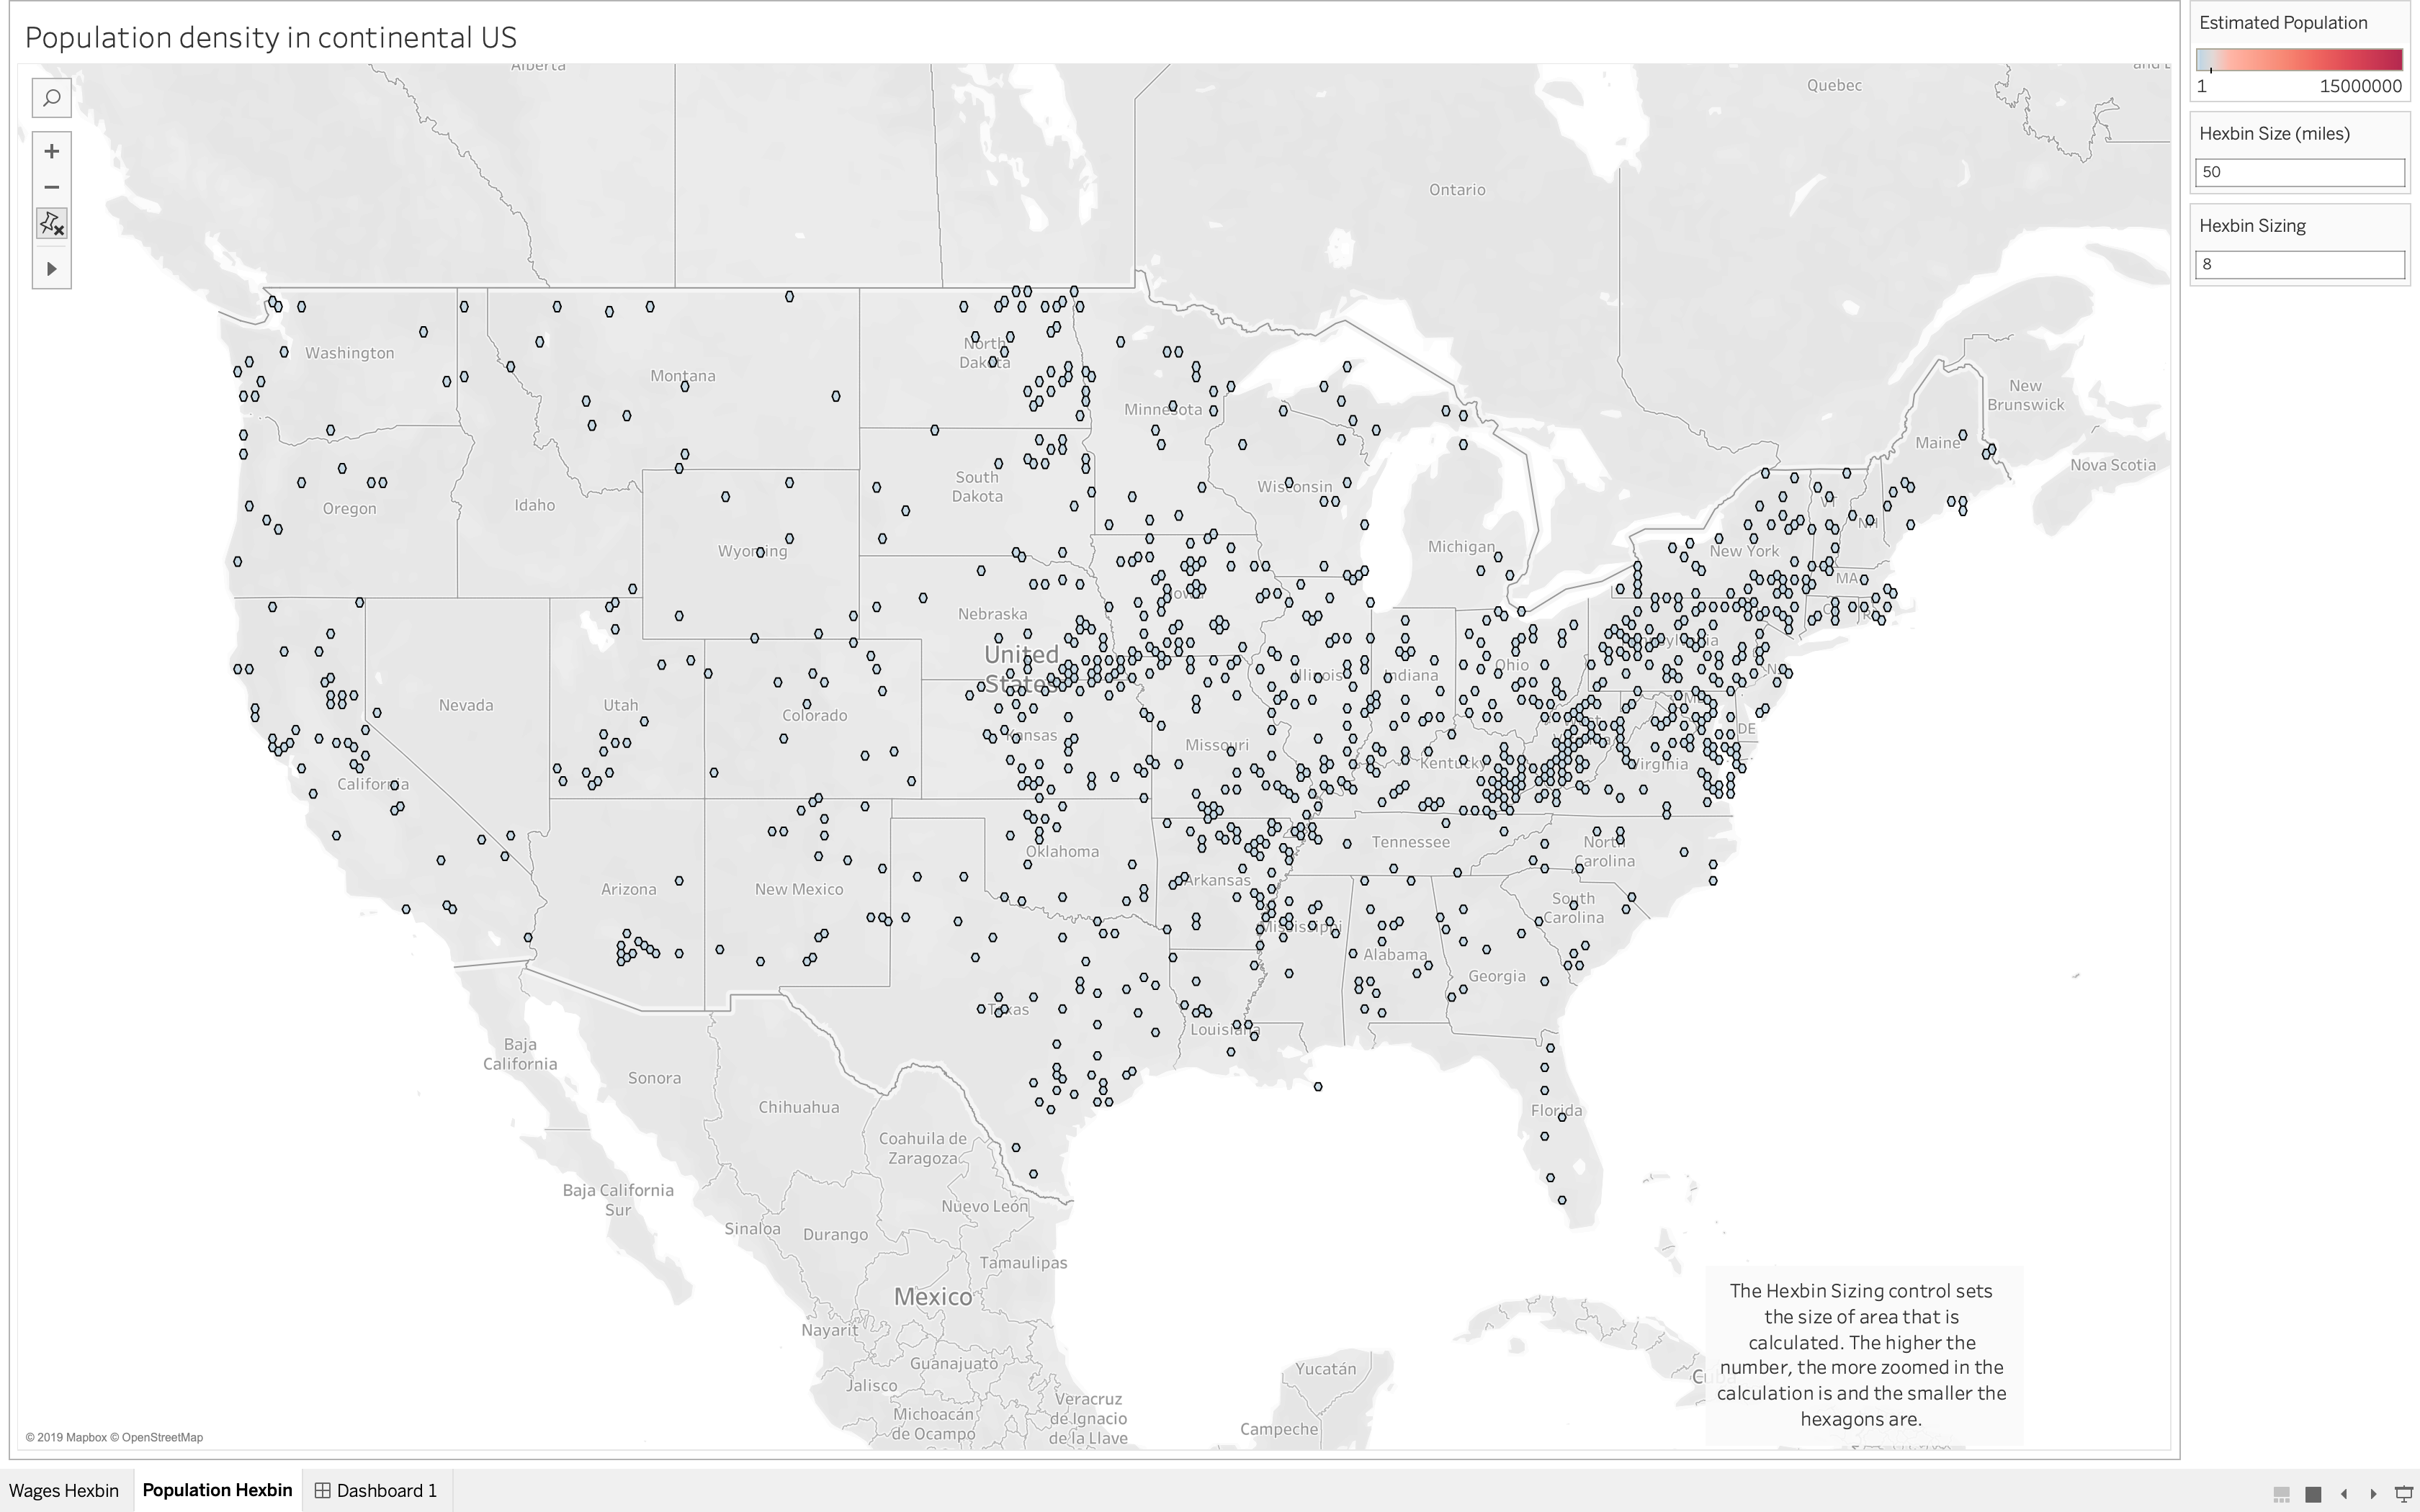 Population density in continental US
Estimated Population
1
15000000
Hexbin Size (miles)
50
Hexbin Sizing
8
Alberta
Quebec
Ontario
Washington
Montana
North
Dakota
Minnesota
New
Brunswick
Maine
Nova Scotia
Oregon
Idaho
South
Dakota
Wisconsin
VT
NH
Wyoming
Michigan
New York
MA
Iowa
Nebraska
United
States
Pennsylvania
Ohio
Illinois
Indiana
Nevada
Utah
Colorado
Kansas
Missouri
West
Virginia
DE
California
Kentucky
Virginia
Oklahoma
Tennessee
North
Carolina
Arizona
New Mexico
Arkansas
South
Carolina
Mississippi
Alabama
Georgia
Texas
Louisiana
Baja
California
Sonora
Chihuahua
Florida
Coahuila de
Zaragoza
Baja California
Sur
Nuevo León
Sinaloa
Durango
Tamaulipas
Mexico
Nayarit
Guanajuato
Jalisco
Yucatán
Veracruz
de Ignacio
de la Llave
Michoacán
de Ocampo
Campeche
The Hexbin Sizing control sets
the size of area that is
calculated. The higher the
number, the more zoomed in the
calculation is and the smaller the
hexagons are.
© 2019 Mapbox © OpenStreetMap
Wages Hexbin
Population Hexbin
Dashboard 1